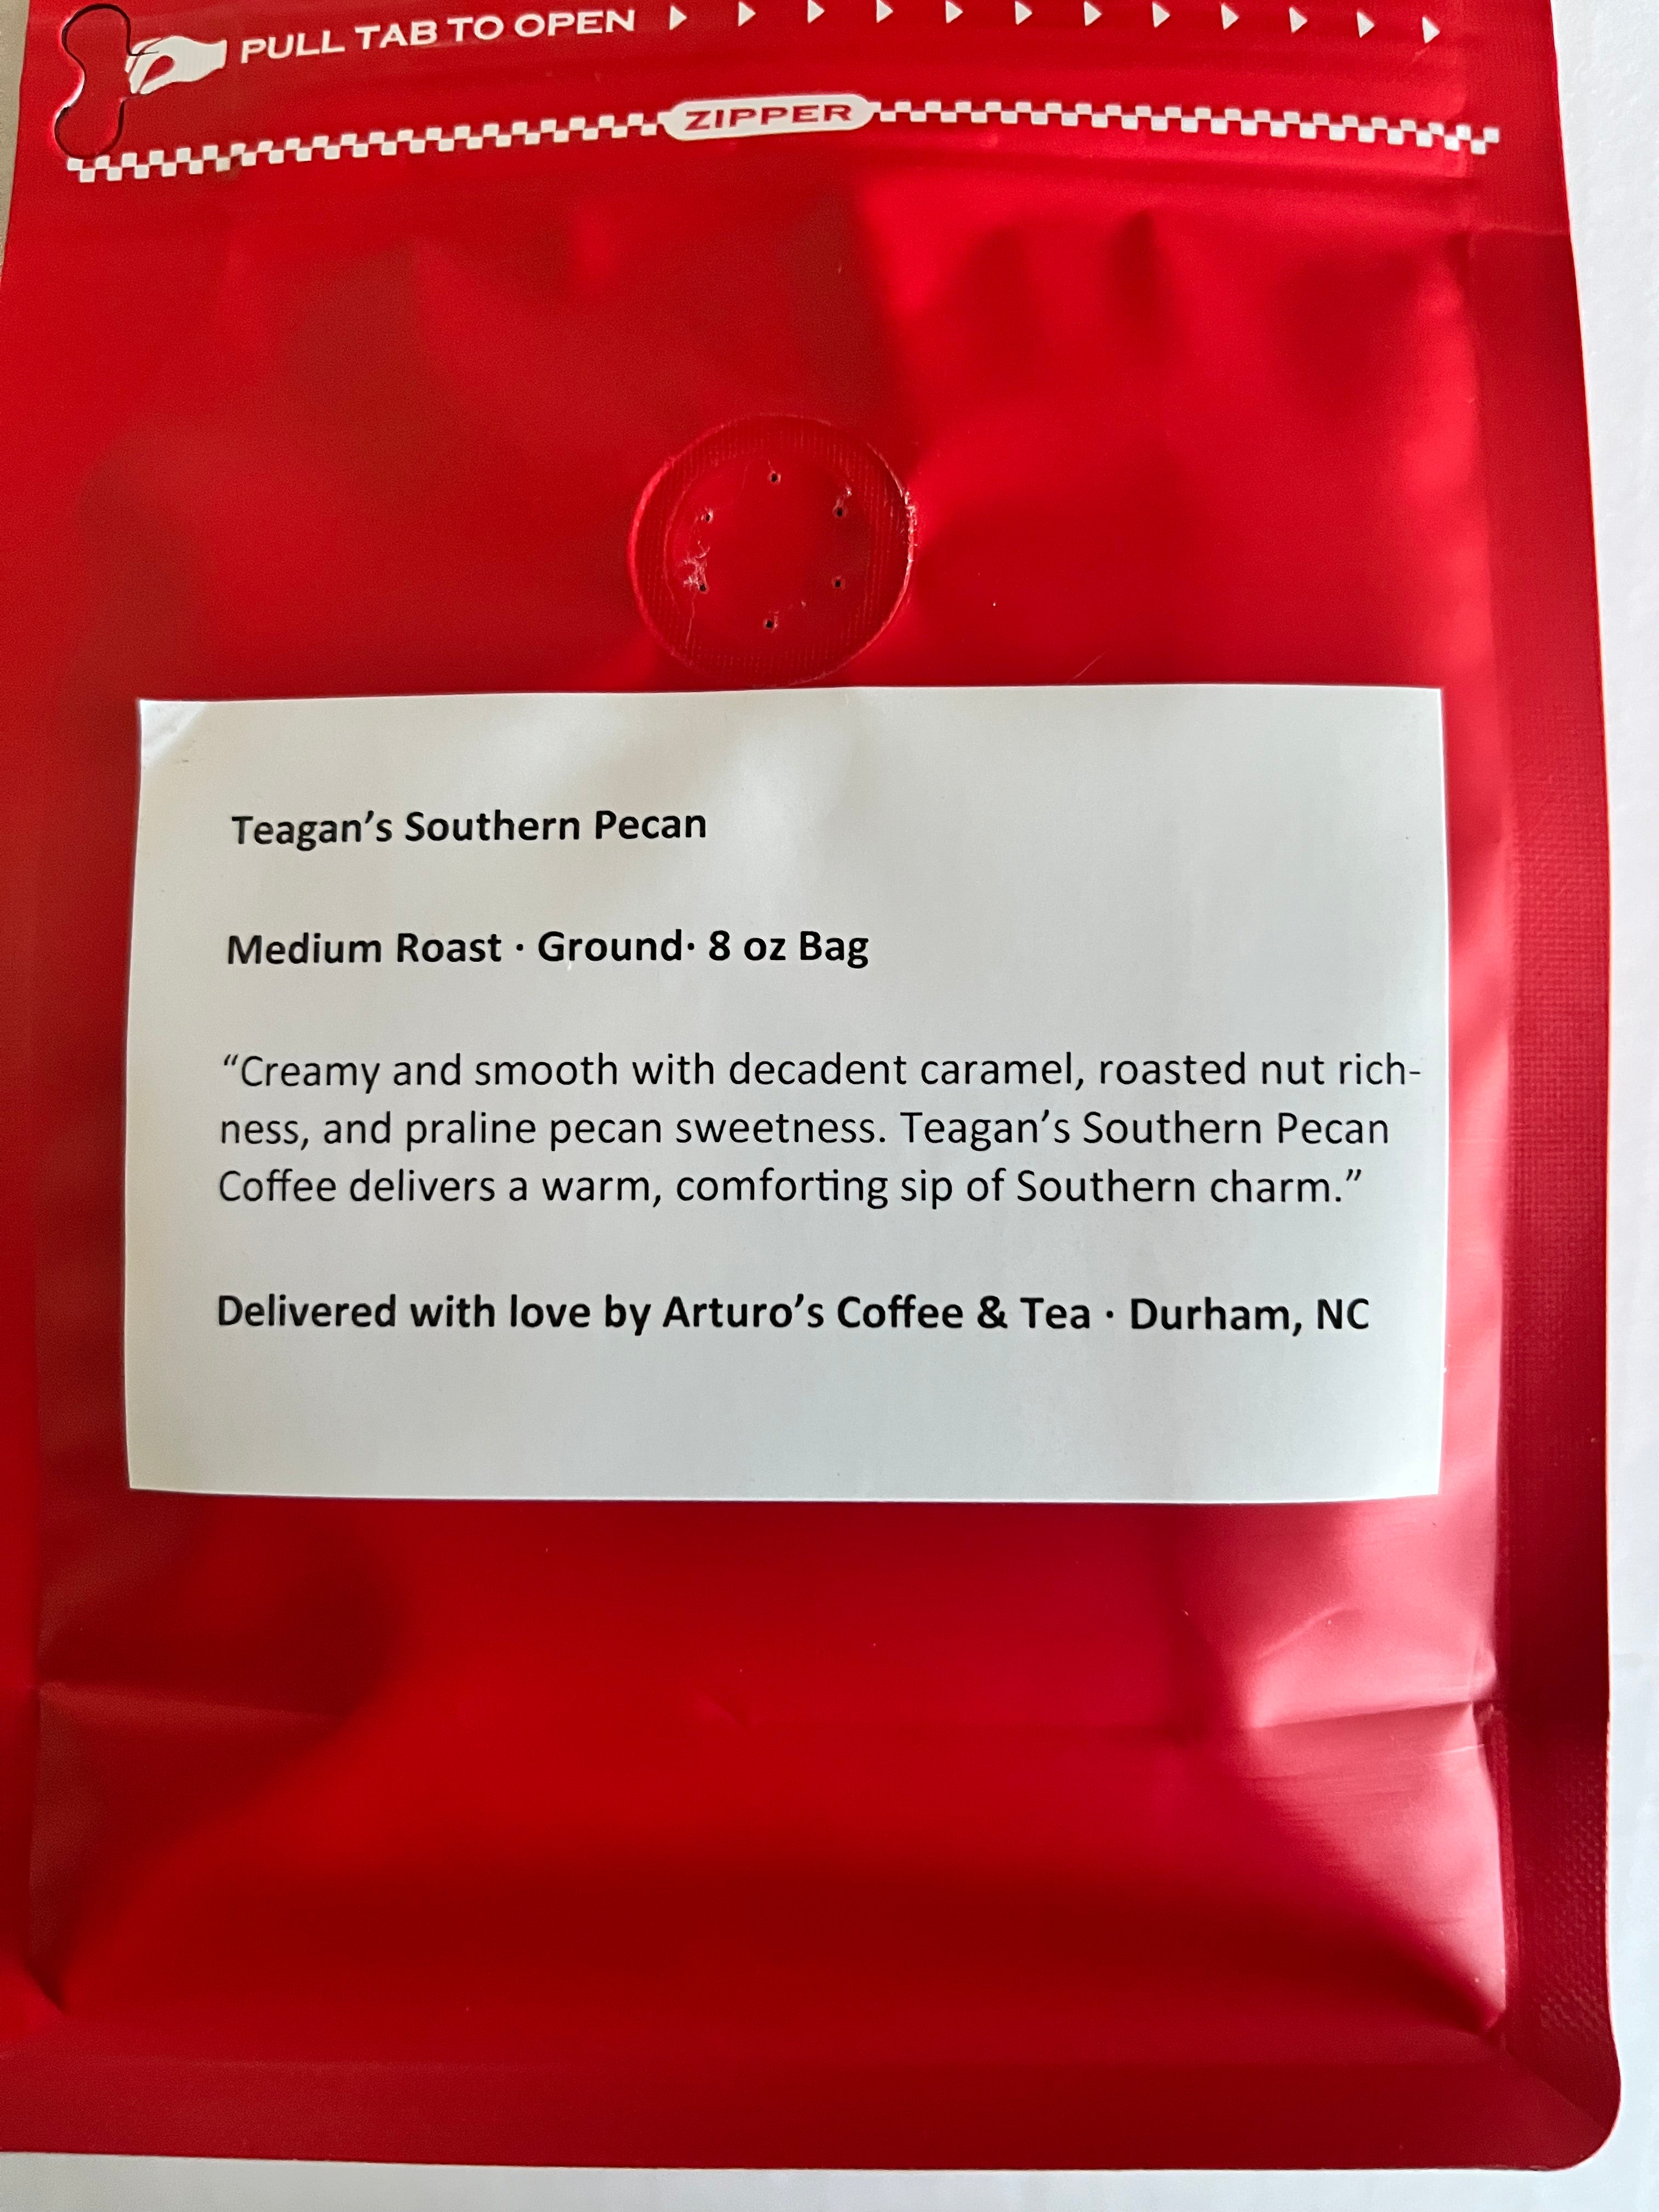 PULL TAB TO OPEN
ZIPPER
Teagan’s Southern Pecan
Medium Roast · Ground· 8 oz Bag
“Creamy and smooth with decadent caramel, roasted nut rich-
ness, and praline pecan sweetness. Teagan’s Southern Pecan
Coffee delivers a warm, comforting sip of Southern charm.”
Delivered with love by Arturo’s Coffee & Tea · Durham, NC